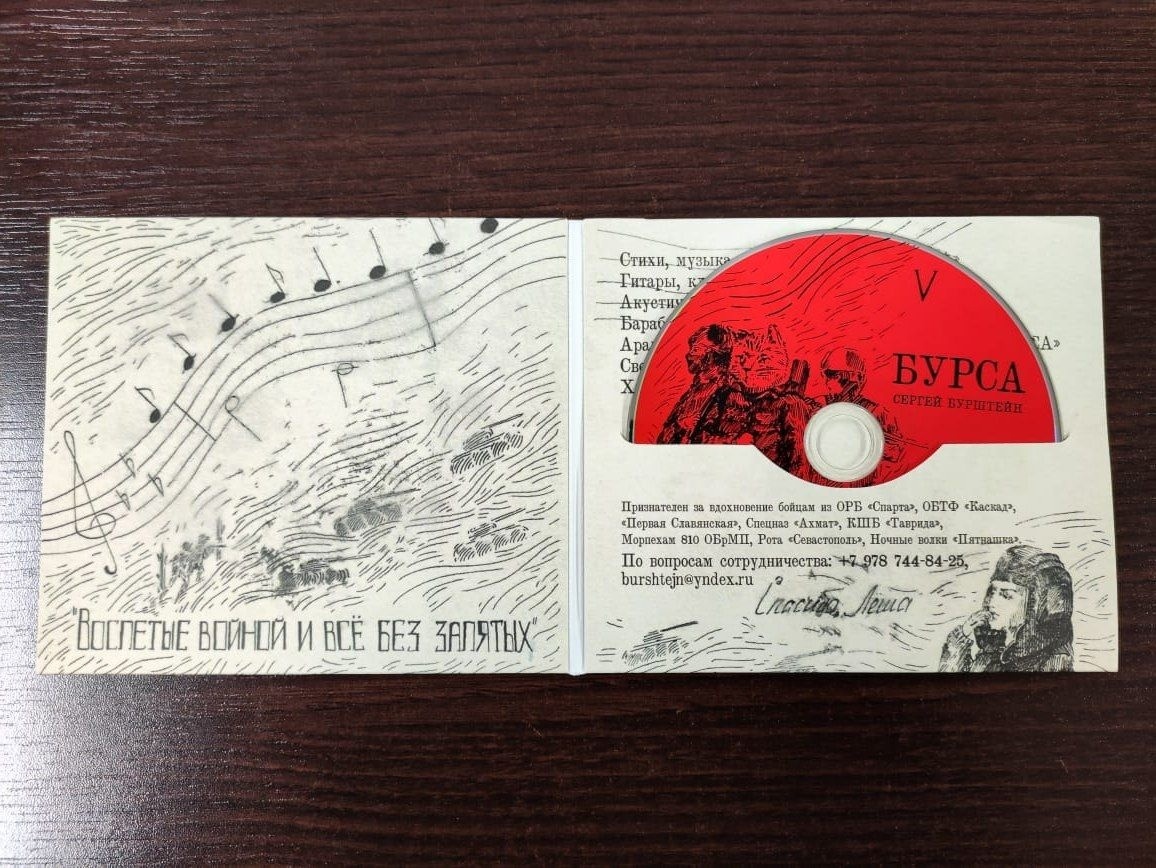 "Воспетые войной и всё без запятых"
Стихи, музыка
Гитары, кл
Акусти
Бараб
Ара
Све
Х
СА»
V
БУРСА
СЕРГЕЙ БУРШТЕЙН
Признателен за вдохновение бойцам из ОРБ «Спарта», ОБТФ «Каскад»,
«Первая Славянская», Спецназ «Ахмат», КШБ «Таврида»,
Морпехам 810 ОБрМП, Рота «Севастополь», Ночные волки «Пятнашка».
По вопросам сотрудничества: +7 978 744-84-25,
burshtejn@yndex.ru
Спасибо, Леша